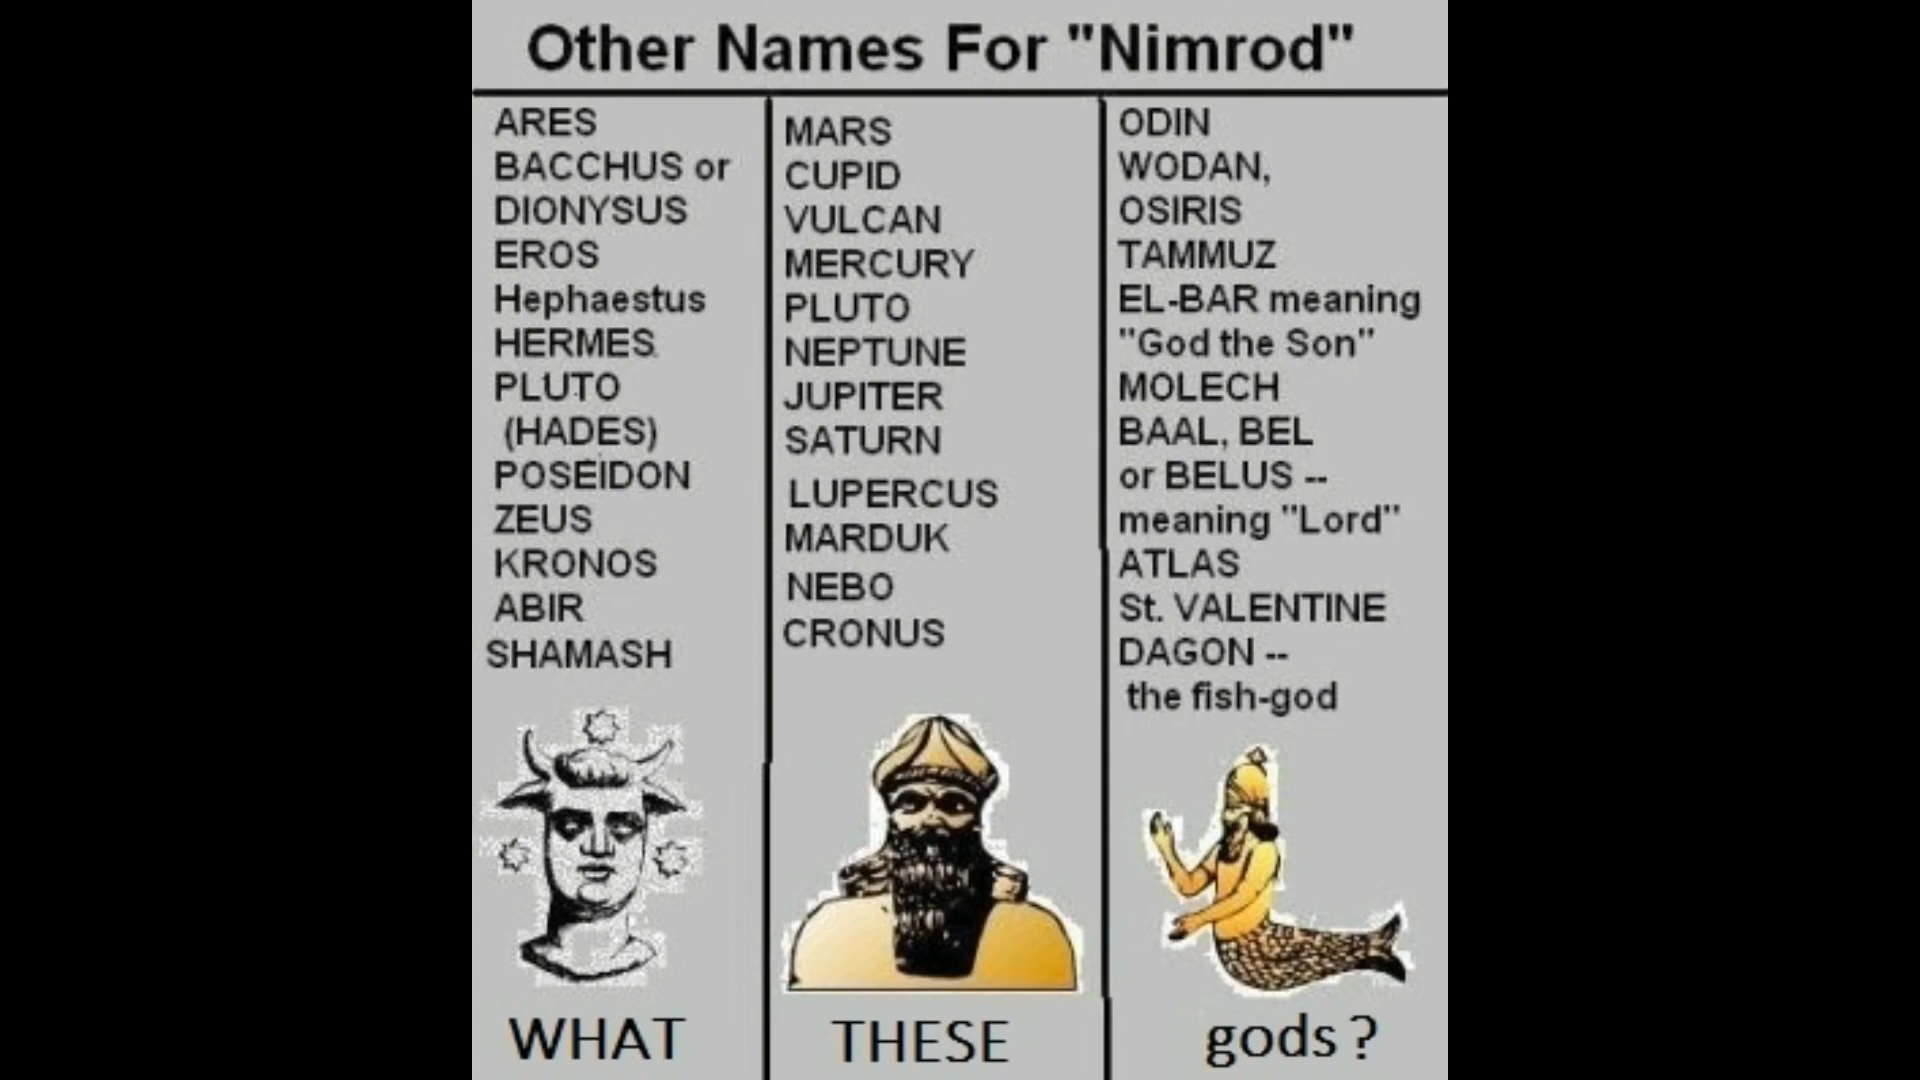 Other Names For "Nimrod"
ARES
BACCHUS or
DIONYSUS
EROS
Hephaestus
HERMES
PLUTO
(HADES)
POSEIDON
ZEUS
KRONOS
ABIR
SHAMASH
WHAT
MARS
CUPID
VULCAN
MERCURY
PLUTO
NEPTUNE
JUPITER
SATURN
LUPERCUS
MARDUK
NEBO
CRONUS
THESE
ODIN
WODAN,
OSIRIS
TAMMUZ
EL-BAR meaning
"God the Son"
MOLECH
BAAL, BEL
or BELUS --
meaning "Lord"
ATLAS
St. VALENTINE
DAGON --
the fish-god
gods?